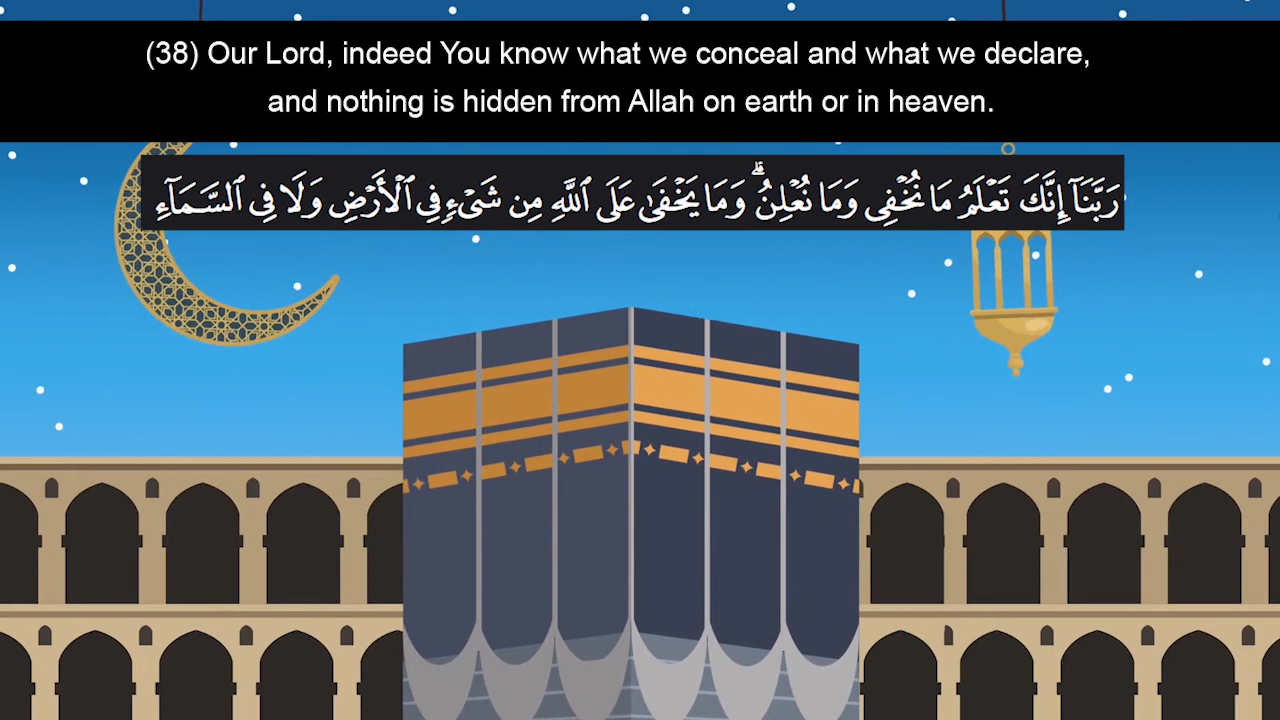 (38) Our Lord, indeed You know what we conceal and what we declare,
and nothing is hidden from Allah on earth or in heaven.
رَبَّنَآ إِنَّكَ تَعْلَمُ مَا نُخْفِى وَمَا نُعْلِنُ ۗ وَمَا يَخْفَىٰ عَلَى ٱللَّهِ مِن شَىْءٍ فِى ٱلْأَرْضِ وَلَا فِى ٱلسَّمَآءِ